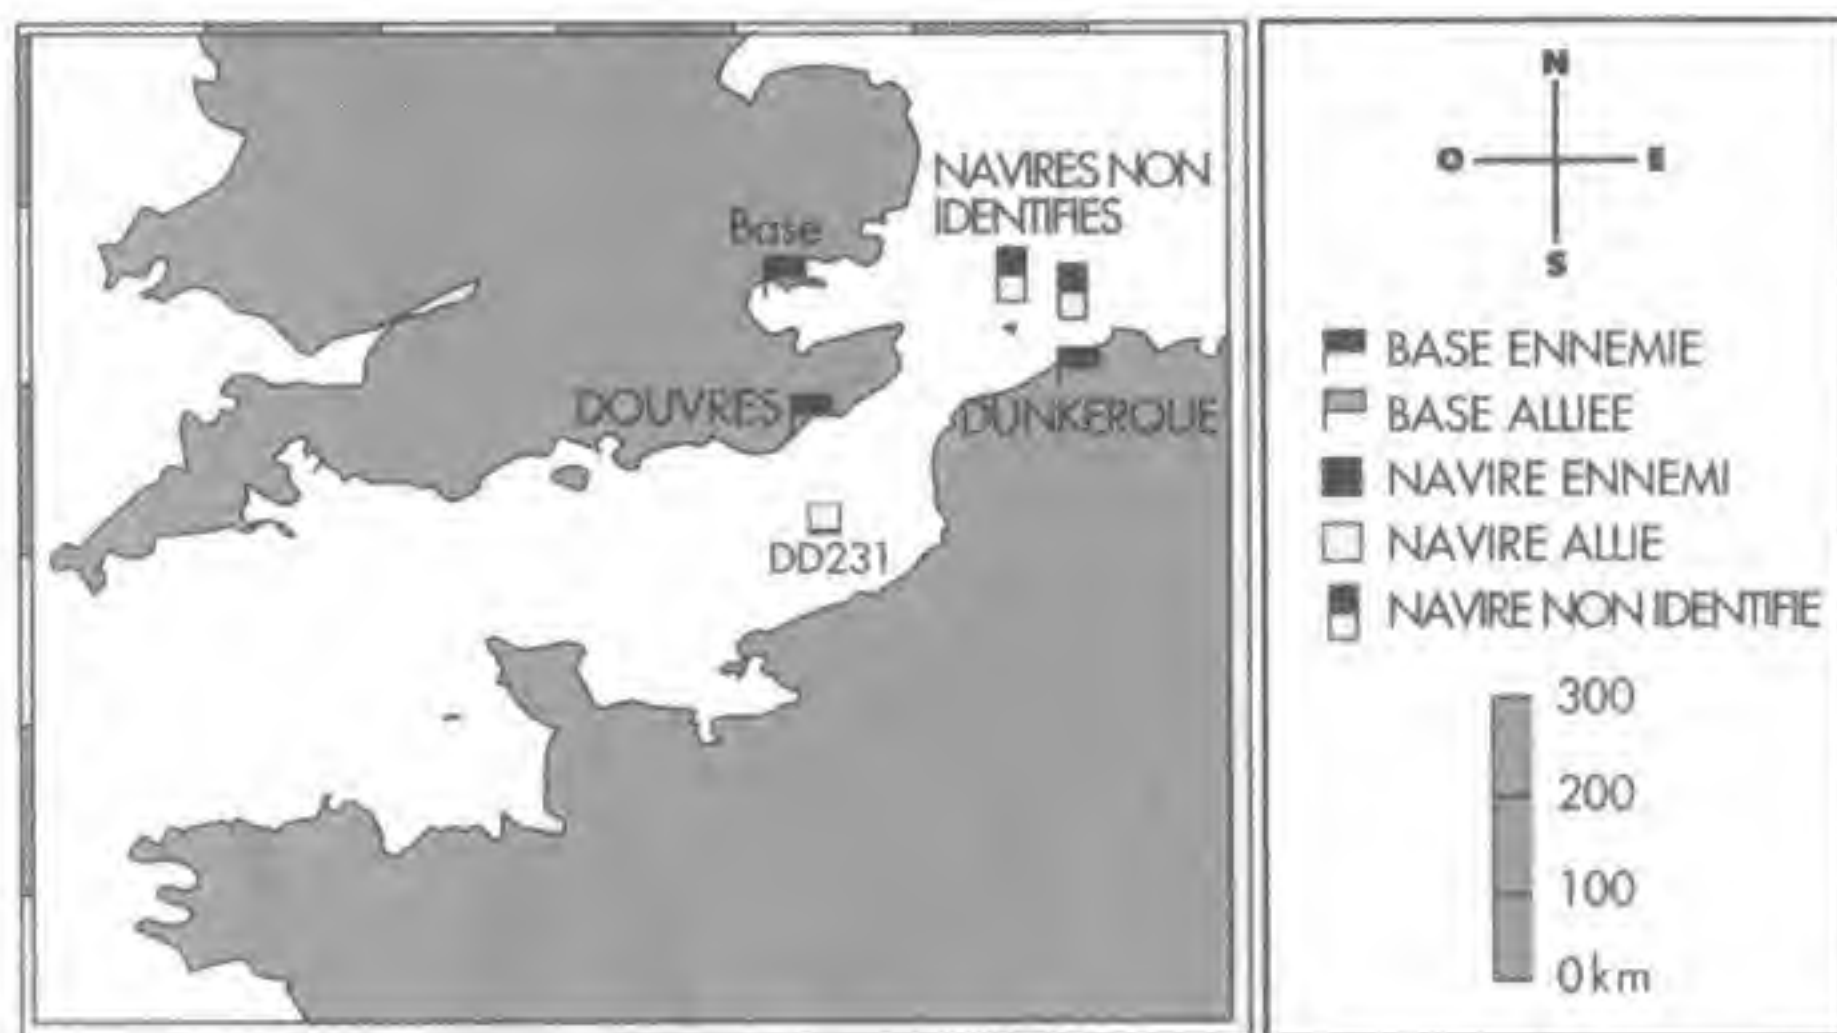 NAVIRES NON
IDENTIFIES
Base
DOUVRES
DUNKERQUE
DD231
N
O
E
S
BASE ENNEMIE
BASE ALLIEE
NAVIRE ENNEMI
NAVIRE ALLIE
NAVIRE NON IDENTIFIE
300
200
100
0 km